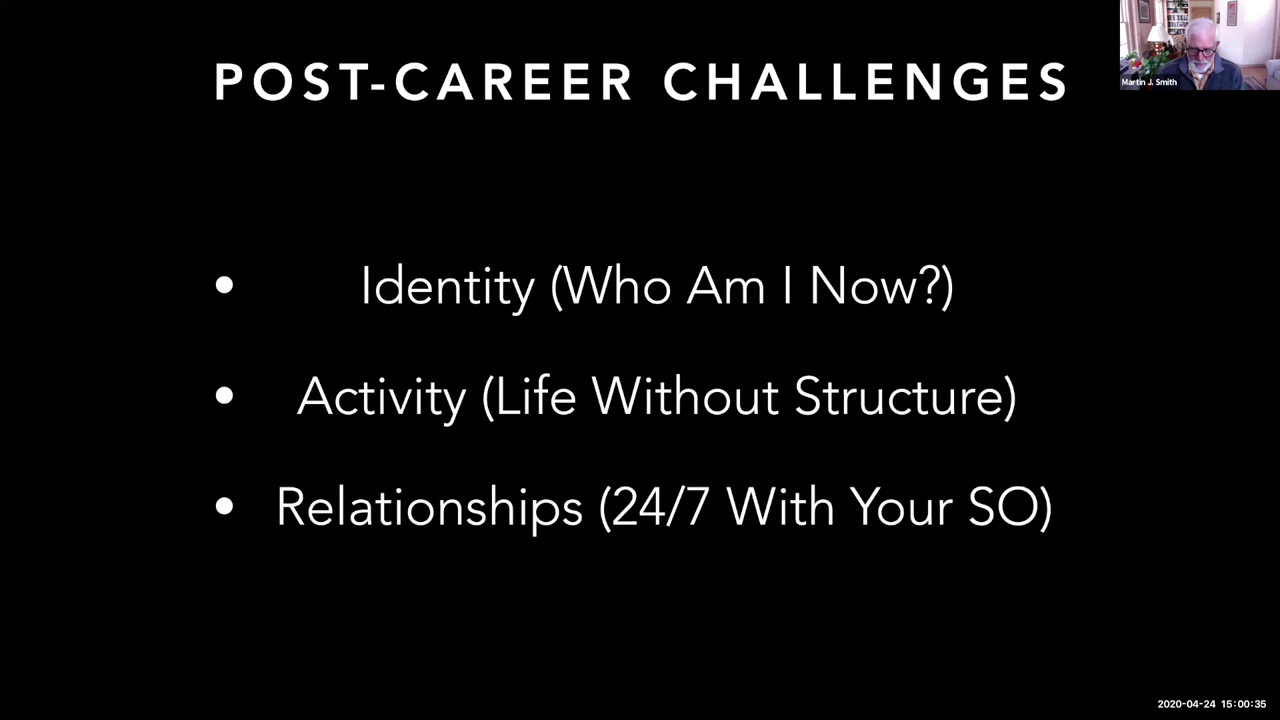 POST-CAREER CHALLENGES
Martin J. Smith
• Identity (Who Am I Now?)
• Activity (Life Without Structure)
• Relationships (24/7 With Your SO)
2020-04-24 15:00:35